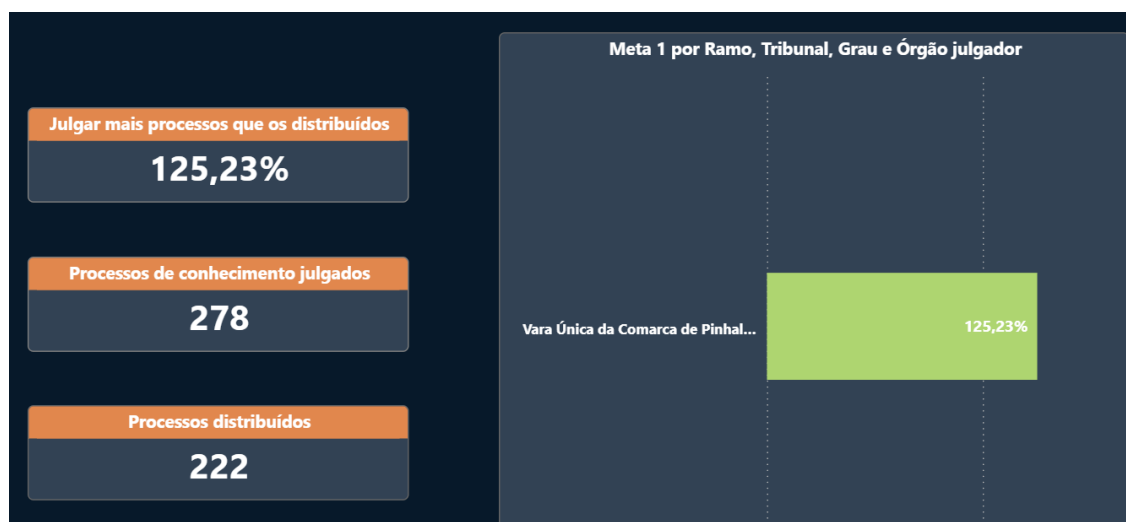 Julgar mais processos que os distribuídos
125,23%
Processos de conhecimento julgados
278
Processos distribuídos
222
Meta 1 por Ramo, Tribunal, Grau e Órgão julgador
Vara Única da Comarca de Pinhal...
125,23%